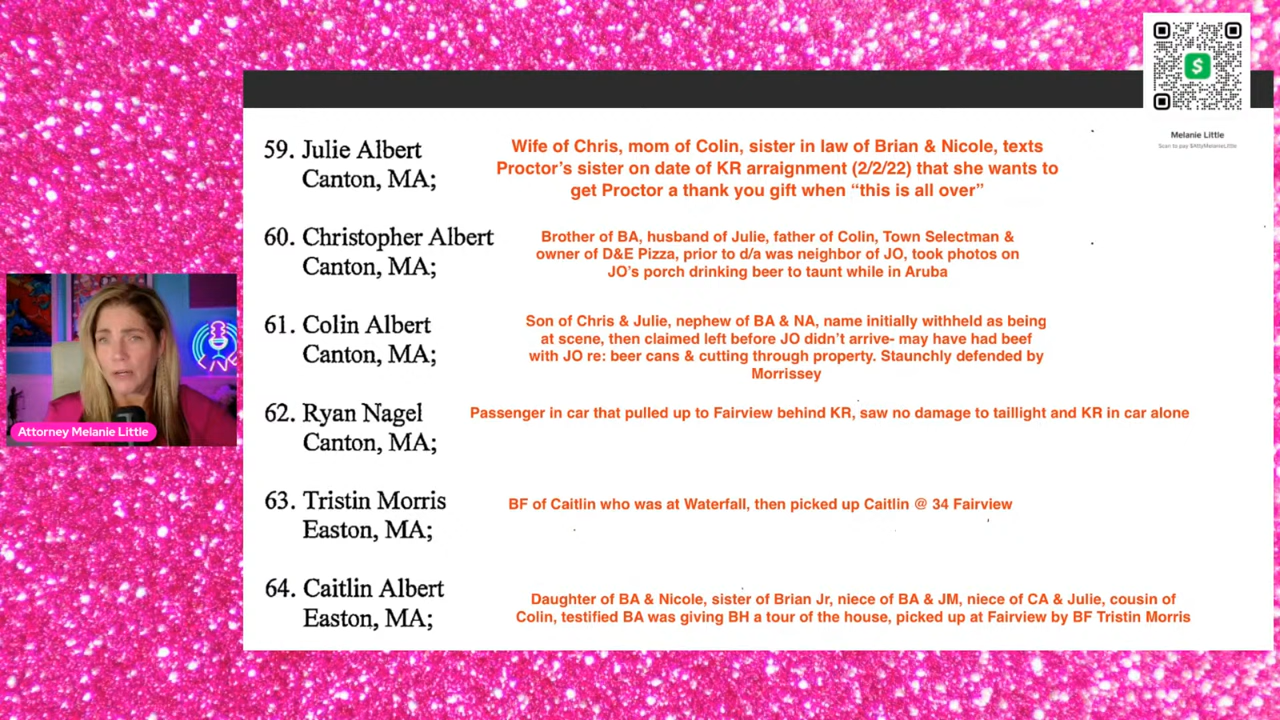 Melanie Little
Scan to pay $AttyMelanieLittle
59. Julie Albert
Canton, MA;
Wife of Chris, mom of Colin, sister in law of Brian & Nicole, texts
Proctor's sister on date of KR arraignment (2/2/22) that she wants to
get Proctor a thank you gift when “this is all over”
60. Christopher Albert
Canton, MA;
Brother of BA, husband of Julie, father of Colin, Town Selectman &
owner of D&E Pizza, prior to d/a was neighbor of JO, took photos on
JO's porch drinking beer to taunt while in Aruba
61. Colin Albert
Canton, MA;
Son of Chris & Julie, nephew of BA & NA, name initially withheld as being
at scene, then claimed left before JO didn't arrive- may have had beef
with JO re: beer cans & cutting through property. Staunchly defended by
Morrissey
62. Ryan Nagel
Canton, MA;
Passenger in car that pulled up to Fairview behind KR, saw no damage to taillight and KR in car alone
63. Tristin Morris
Easton, MA;
BF of Caitlin who was at Waterfall, then picked up Caitlin @ 34 Fairview
64. Caitlin Albert
Easton, MA;
Daughter of BA & Nicole, sister of Brian Jr, niece of BA & JM, niece of CA & Julie, cousin of
Colin, testified BA was giving BH a tour of the house, picked up at Fairview by BF Tristin Morris
Attorney Melanie Little